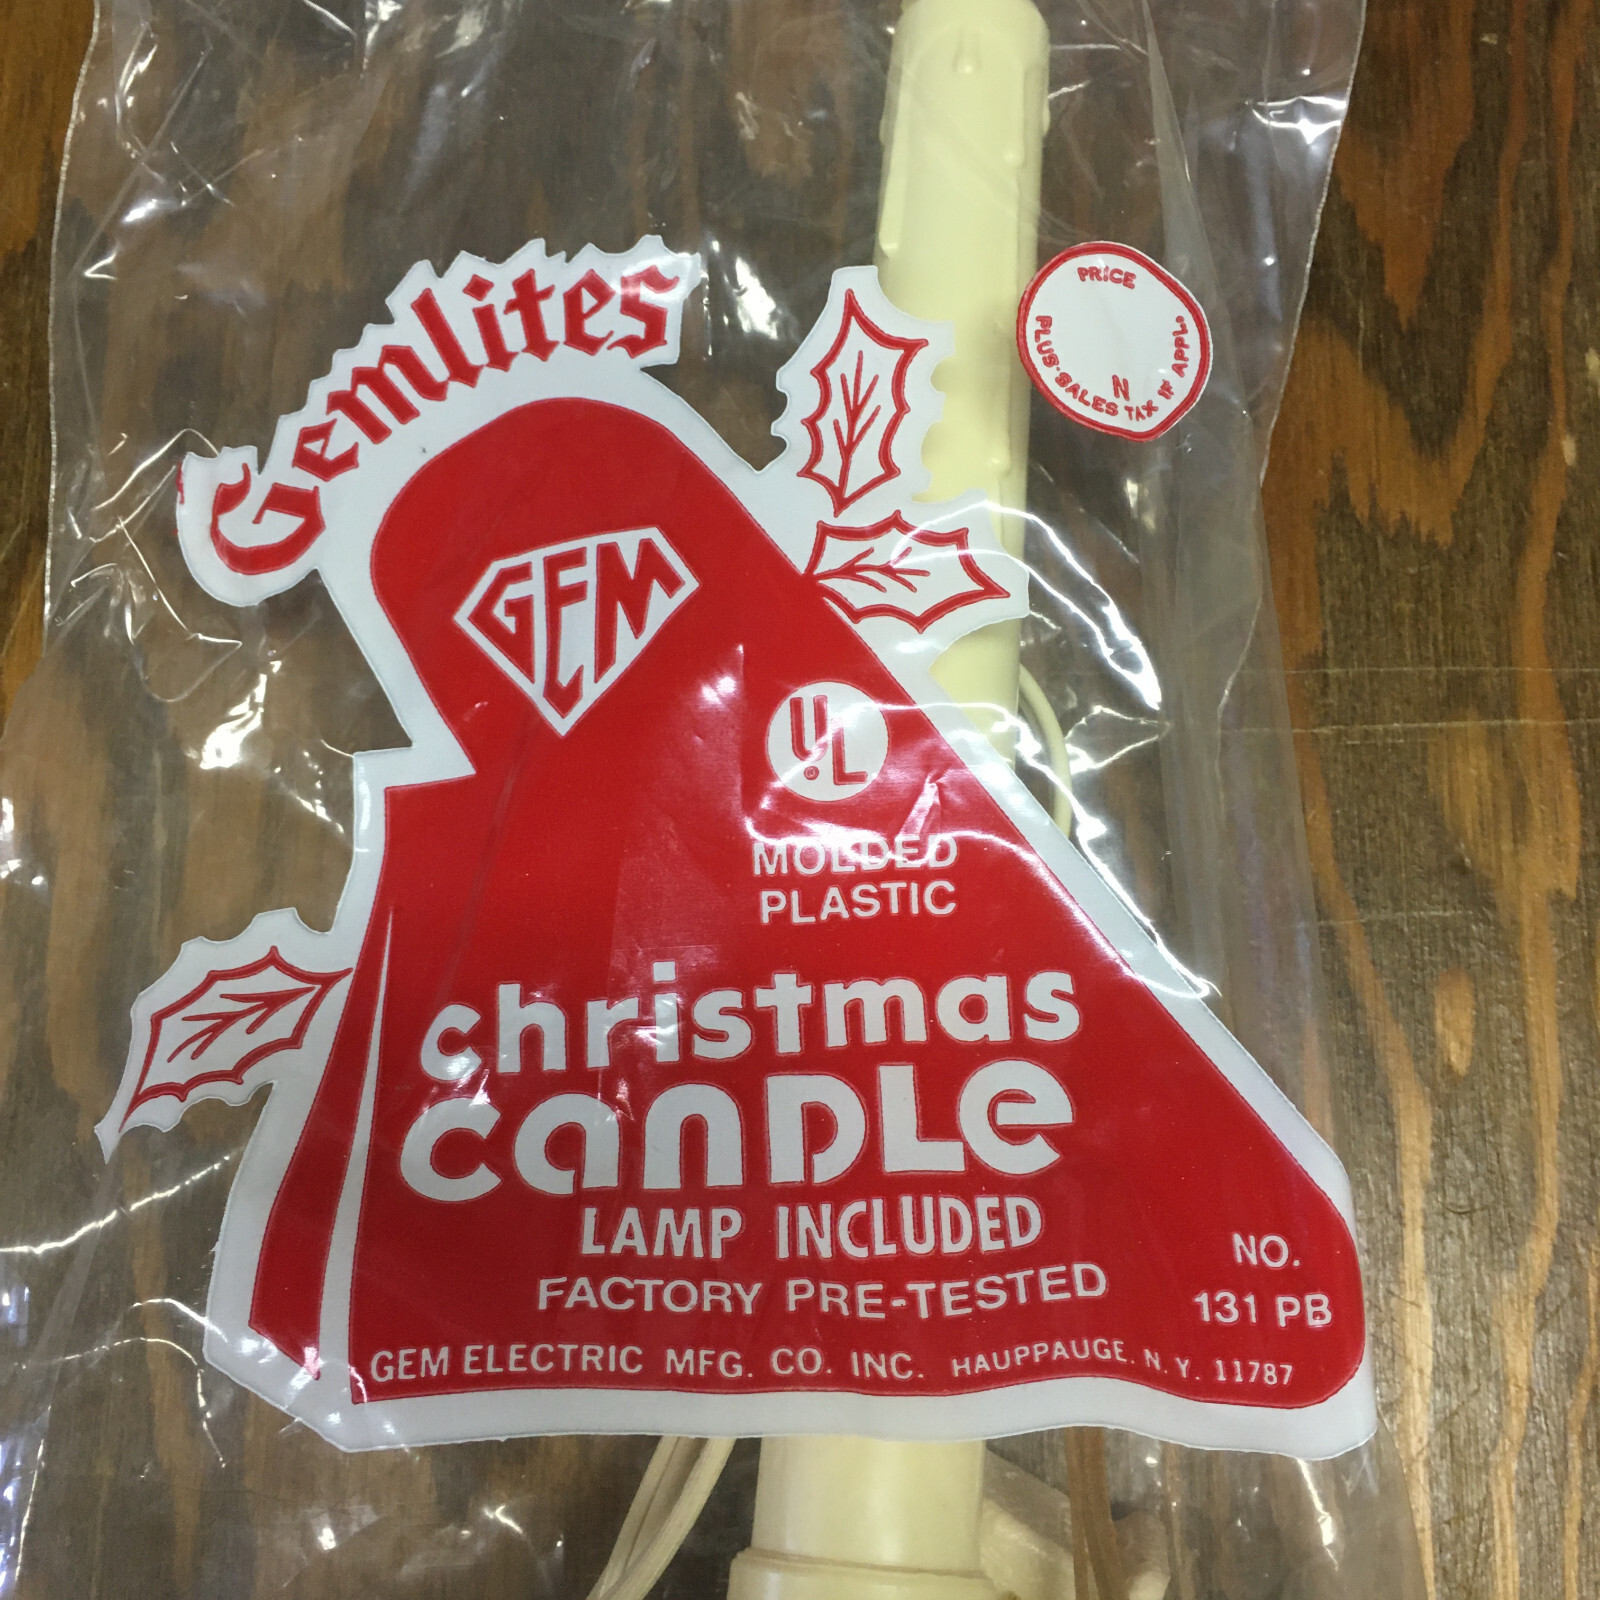 Gemlites
PRICE
N
PLUS SALES TAX IF APPL.
GEM
UL
®
MOLDED
PLASTIC
christmas
canDLe
LAMP INCLUDED
FACTORY PRE-TESTED
NO.
131 PB
GEM ELECTRIC MFG. CO. INC. HAUPPAUGE. N. Y. 11787